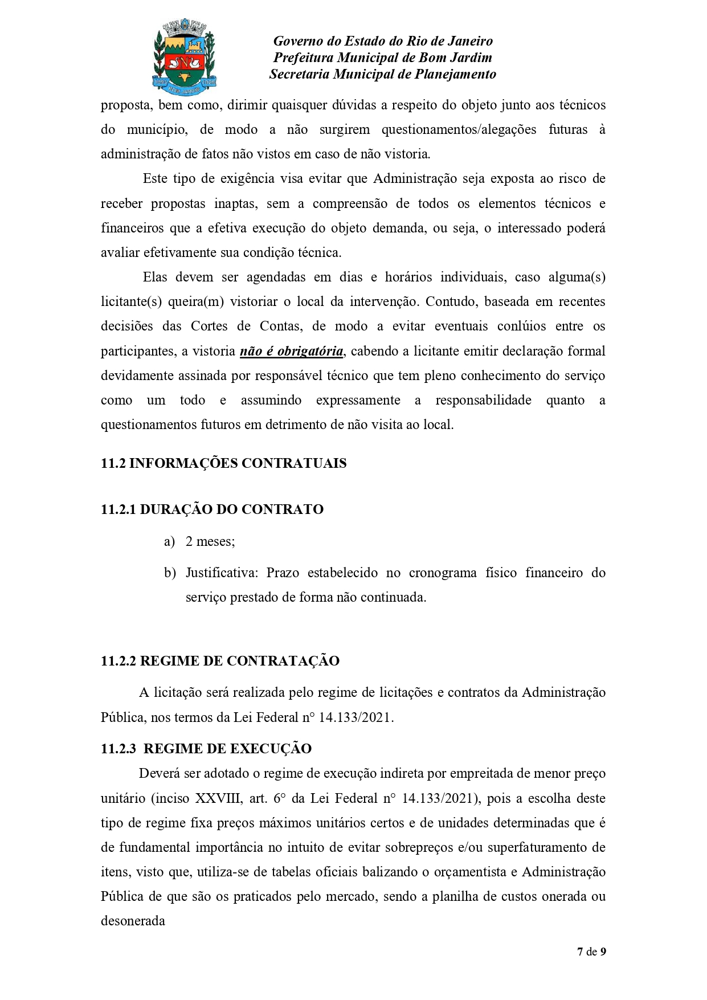 Governo do Estado do Rio de Janeiro
Prefeitura Municipal de Bom Jardim
Secretaria Municipal de Planejamento
N
1893 1929
BOM JARDIM
proposta, bem como, dirimir quaisquer dúvidas a respeito do objeto junto aos técnicos
do município, de modo a não surgirem questionamentos/alegações futuras à
administração de fatos não vistos em caso de não vistoria.
Este tipo de exigência visa evitar que Administração seja exposta ao risco de
receber propostas inaptas, sem a compreensão de todos os elementos técnicos e
financeiros que a efetiva execução do objeto demanda, ou seja, o interessado poderá
avaliar efetivamente sua condição técnica.
Elas devem ser agendadas em dias e horários individuais, caso alguma(s)
licitante(s) queira(m) vistoriar o local da intervenção. Contudo, baseada em recentes
decisiões das Cortes de Contas, de modo a evitar eventuais conlúios entre os
participantes, a vistoria não é obrigatória, cabendo a licitante emitir declaração formal
devidamente assinada por responsável técnico que tem pleno conhecimento do serviço
como um todo e assumindo expressamente a responsabilidade quanto a
questionamentos futuros em detrimento de não visita ao local.
11.2 INFORMAÇÕES CONTRATUAIS
11.2.1 DURAÇÃO DO CONTRATO
a) 2 meses;
b) Justificativa: Prazo estabelecido no cronograma físico financeiro do
serviço prestado de forma não continuada.
11.2.2 REGIME DE CONTRATAÇÃO
A licitação será realizada pelo regime de licitações e contratos da Administração
Pública, nos termos da Lei Federal n° 14.133/2021.
11.2.3 REGIME DE EXECUÇÃO
Deverá ser adotado o regime de execução indireta por empreitada de menor preço
unitário (inciso XXVIII, art. 6° da Lei Federal n° 14.133/2021), pois a escolha deste
tipo de regime fixa preços máximos unitários certos e de unidades determinadas que é
de fundamental importância no intuito de evitar sobrepreços e/ou superfaturamento de
itens, visto que, utiliza-se de tabelas oficiais balizando o orçamentista e Administração
Pública de que são os praticados pelo mercado, sendo a planilha de custos onerada ou
desonerada
7 de 9